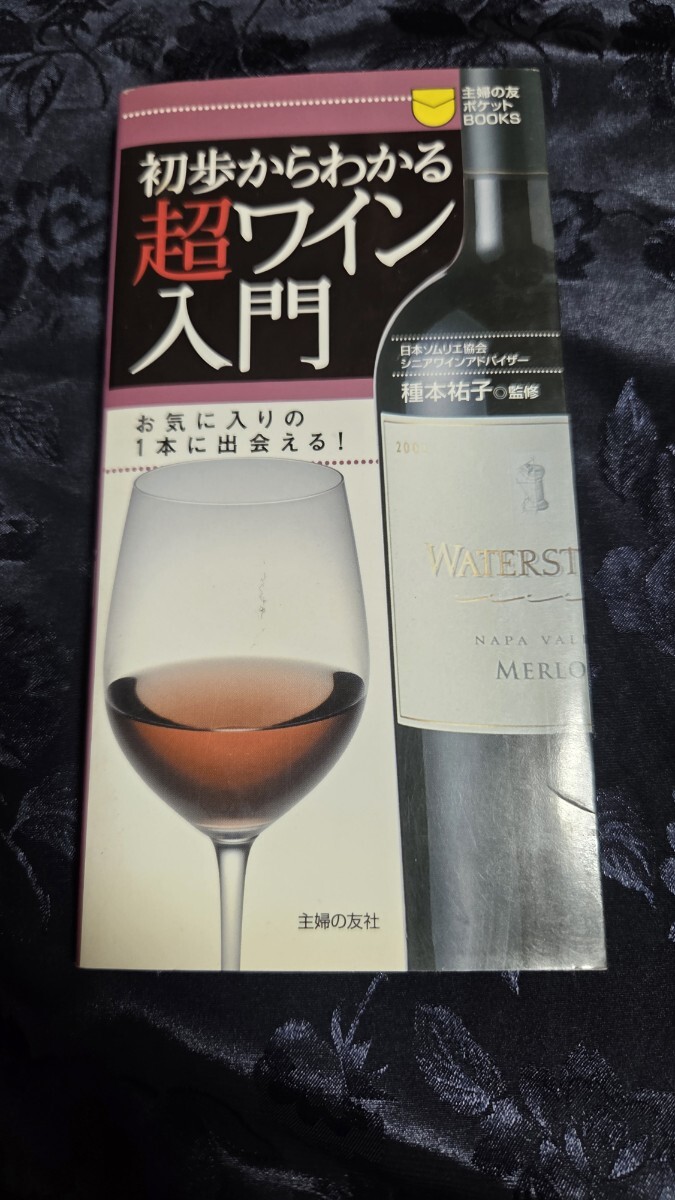 主婦の友
ポケット
BOOKS
初歩からわかる
超ワイン
入門
日本ソムリエ協会
シニアワインアドバイザー
種本祐子◎監修
お気に入りの
1本に出会える!
200
WATERST
NAPA VAL
MERLO
主婦の友社